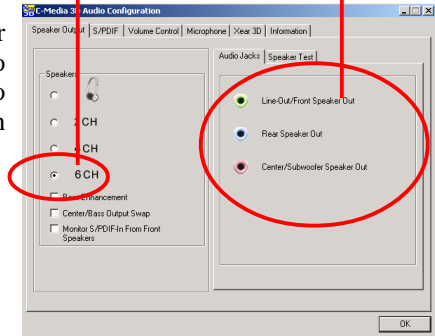 C-Media 3D Audio Configuration
Speaker Output S/PDIF Volume Control Microphone Xear 3D Information
Audio Jacks Speaker Test
Speakers
2 CH
4 CH
6 CH
Bass Enhancement
Center/Bass Output Swap
Monitor S/PDIF-In From Front
Speakers
Line-Out/Front Speaker Out
Rear Speaker Out
Center/Subwoofer Speaker Out
OK